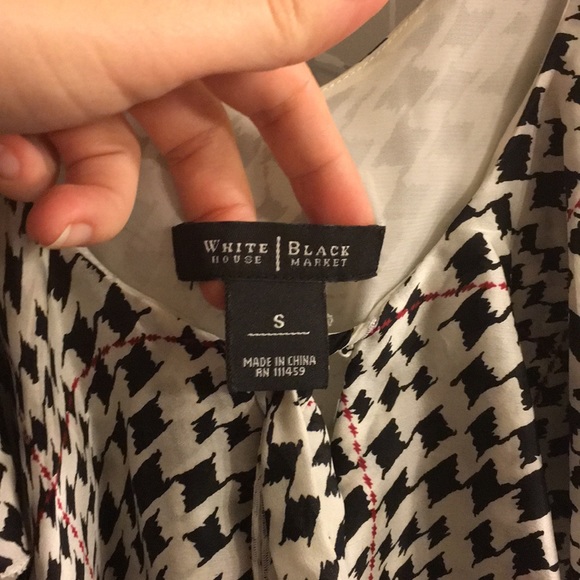 WHITE | BLACK
HOUSE | MARKET
S
MADE IN CHINA
RN 111459